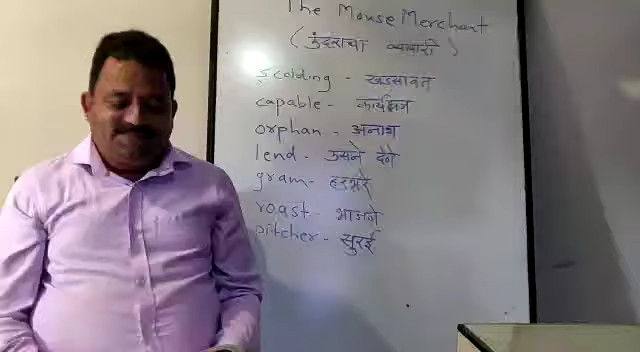 The Mouse Merchant
( उंदराचा व्यापारी )
scolding - खडसावत
capable - कार्यक्षम
orphan - अनाथ
lend - उसने देणे
gram - हरभरे
roast - भाजणे
pitcher - सुरई